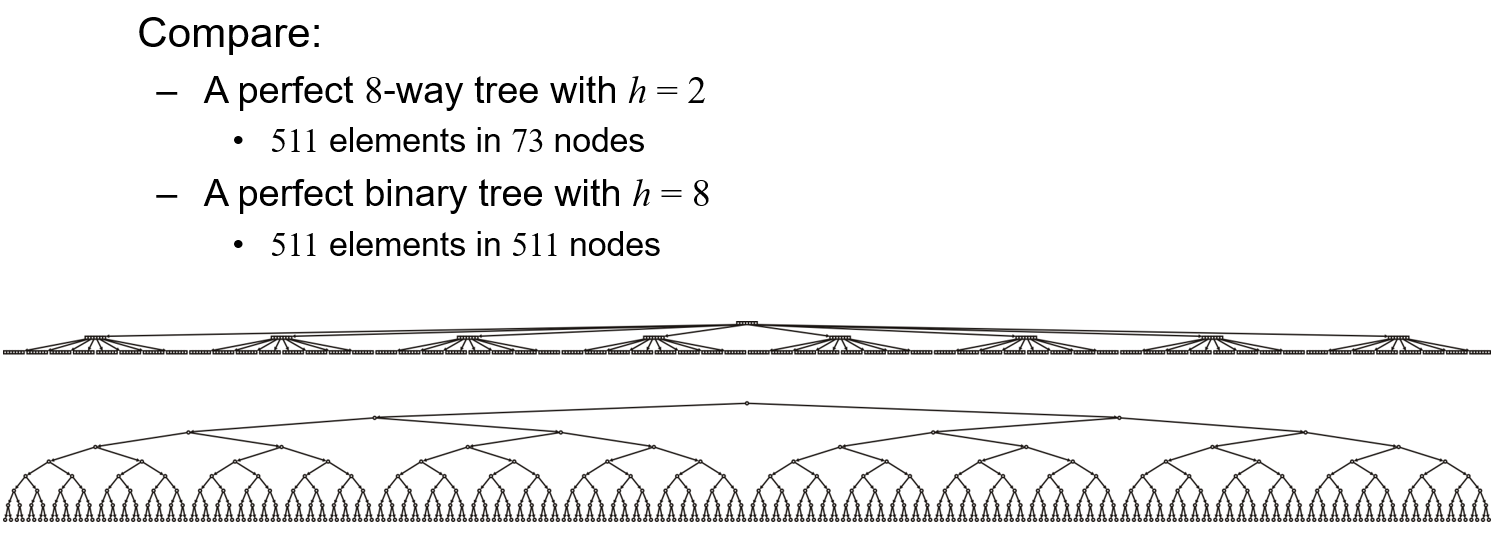 Compare:
– A perfect 8-way tree with h = 2
• 511 elements in 73 nodes
– A perfect binary tree with h = 8
• 511 elements in 511 nodes